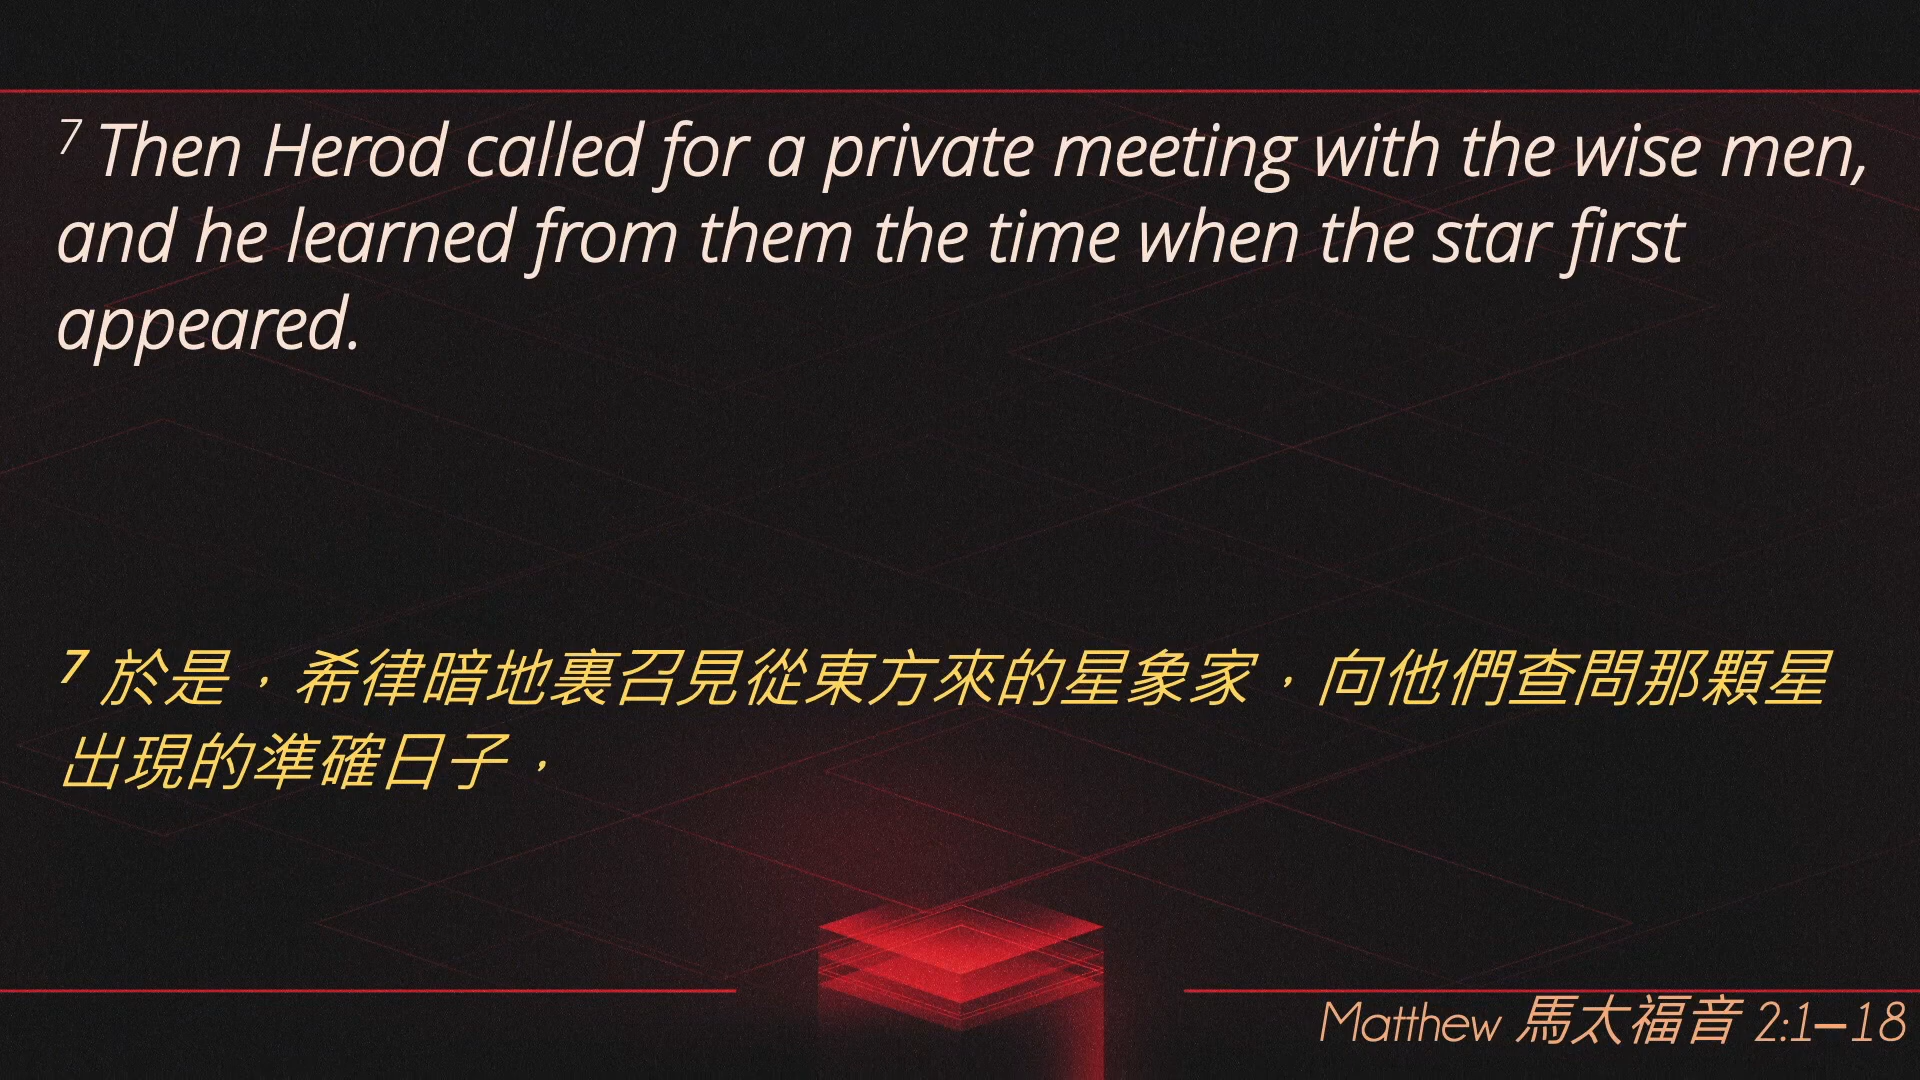 7 Then Herod called for a private meeting with the wise men,
and he learned from them the time when the star first
appeared.
7 於是，希律暗地裏召見從東方來的星象家，向他們查問那顆星
出現的準確日子，
Matthew 馬太福音 2:1–18